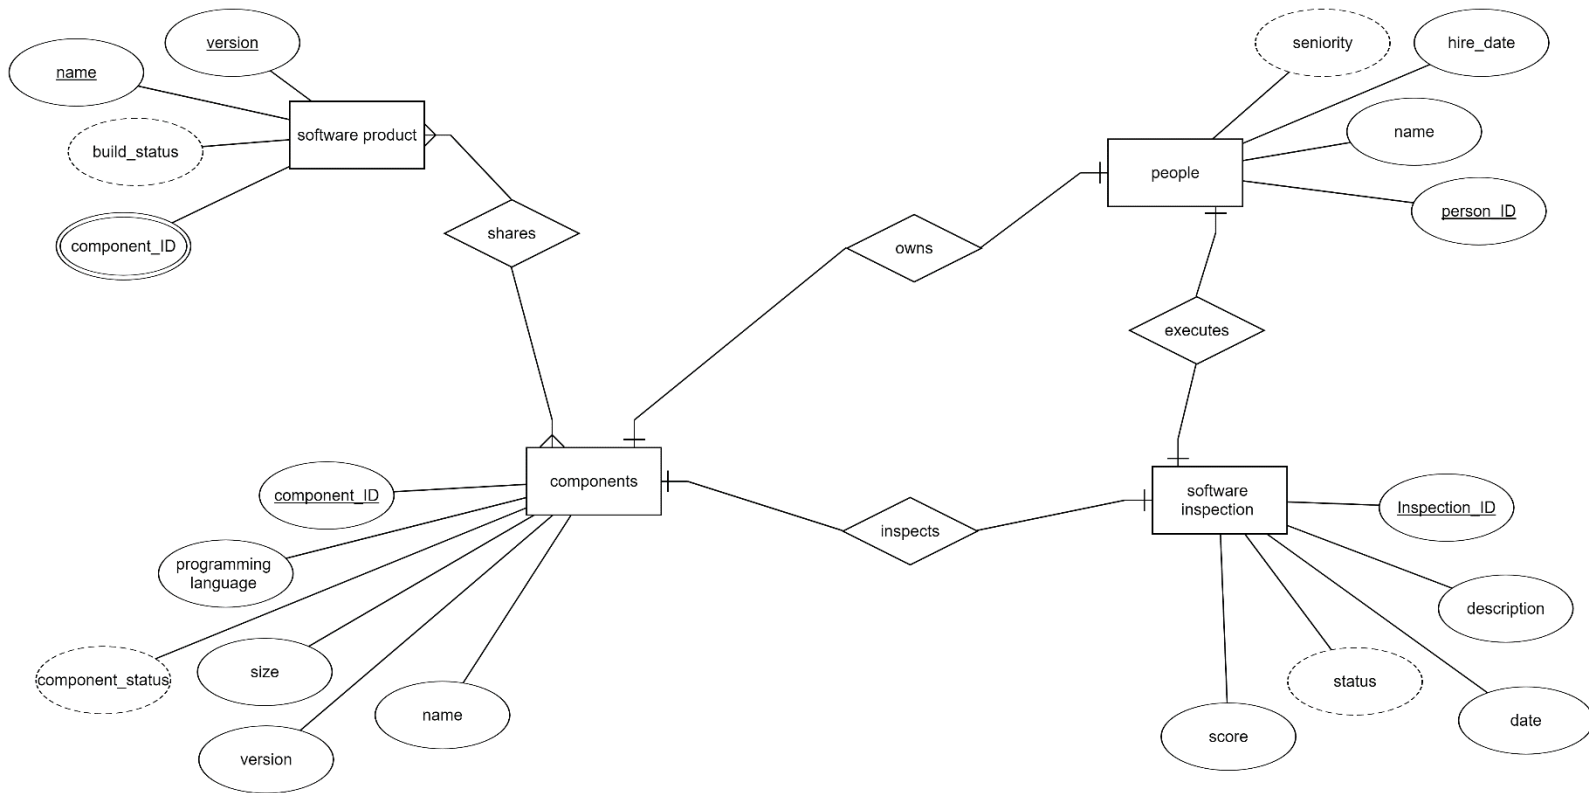 version
name
software product
build_status
component_ID
shares
seniority
hire_date
name
people
person_ID
owns
executes
components
component_ID
programming
language
component_status
size
name
version
inspects
software
inspection
Inspection_ID
description
status
date
score